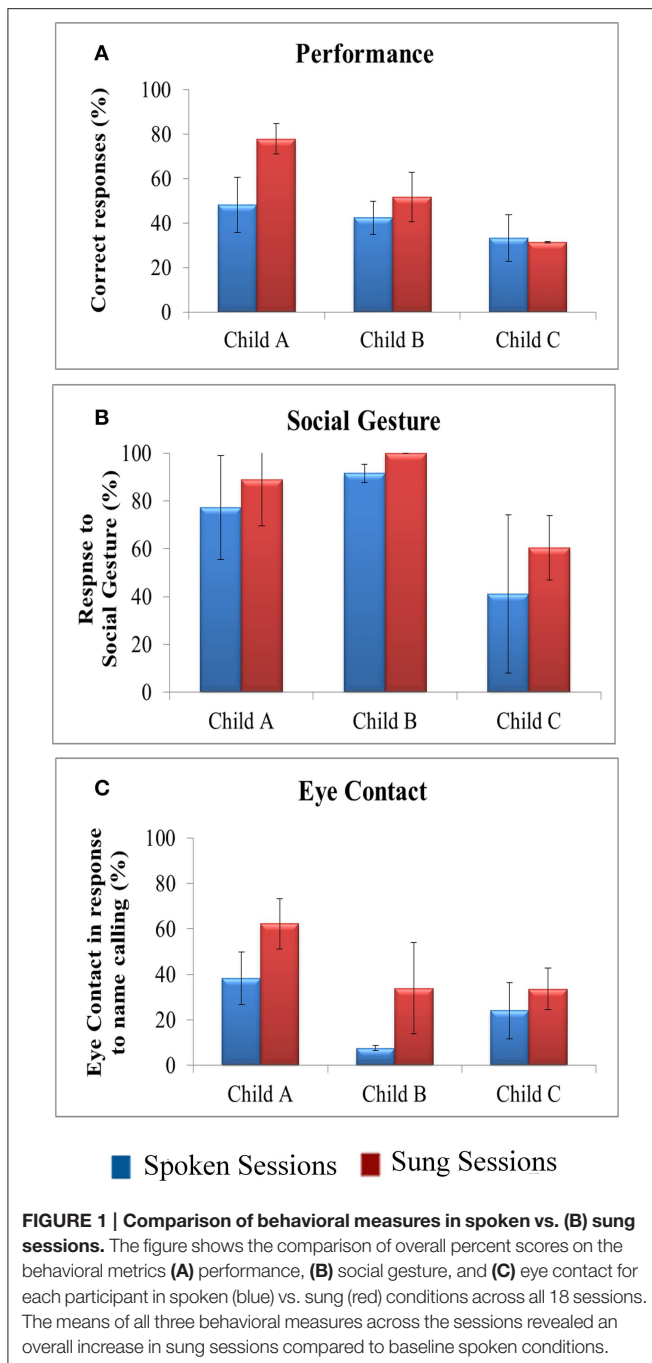 A
Performance
Correct responses (%)
100
80
60
40
20
0
Child A
Child B
Child C
B
Social Gesture
Respnse to
Social Gesture (%)
100
80
60
40
20
0
Child A
Child B
Child C
C
Eye Contact
Eye Contact in response
to name calling (%)
100
80
60
40
20
0
Child A
Child B
Child C
Spoken Sessions Sung Sessions
FIGURE 1 | Comparison of behavioral measures in spoken vs. (B) sung
sessions. The figure shows the comparison of overall percent scores on the
behavioral metrics (A) performance, (B) social gesture, and (C) eye contact for
each participant in spoken (blue) vs. sung (red) conditions across all 18 sessions.
The means of all three behavioral measures across the sessions revealed an
overall increase in sung sessions compared to baseline spoken conditions.